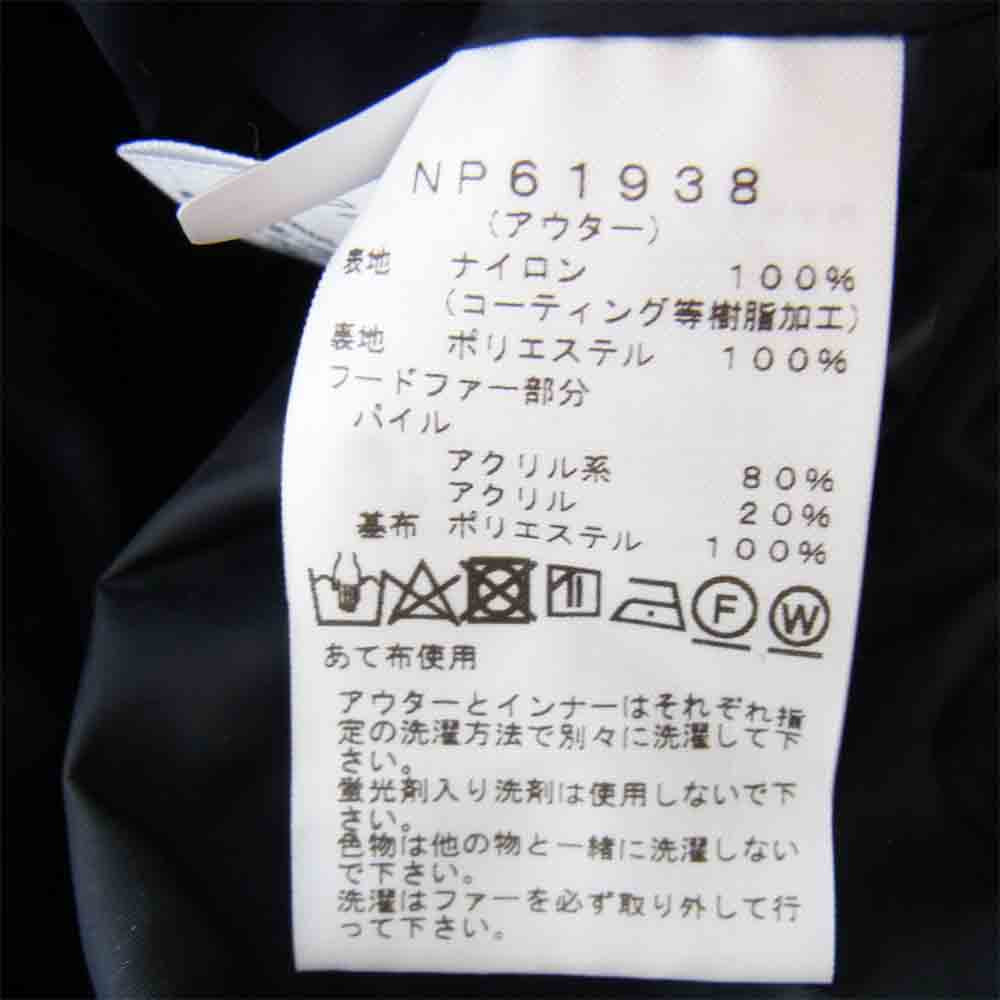 NP61938
(アウター)
表地 ナイロン 100%
(コーティング等樹脂加工)
裏地 ポリエステル 100%
フードファー部分
パイル
アクリル系 80%
アクリル 20%
基布 ポリエステル 100%
F W
あて布使用
アウターとインナーはそれぞれ指
定の洗濯方法で別々に洗濯して下
さい。
蛍光剤入り洗剤は使用しないで下
さい。
色物は他の物と一緒に洗濯しない
で下さい。
洗濯はファーを必ず取り外して行
って下さい。